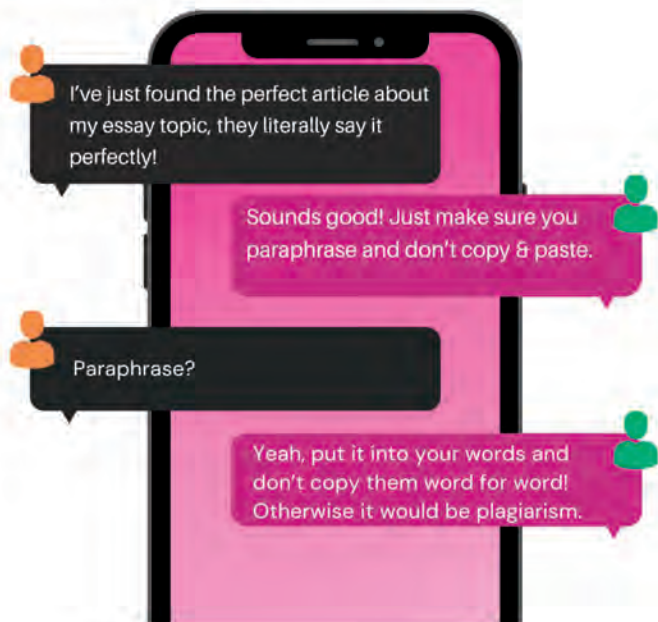 I've just found the perfect article about
my essay topic, they literally say it
perfectly!
Sounds good! Just make sure you
paraphrase and don't copy & paste.
Paraphrase?
Yeah, put it into your words and
don't copy them word for word!
Otherwise it would be plagiarism.